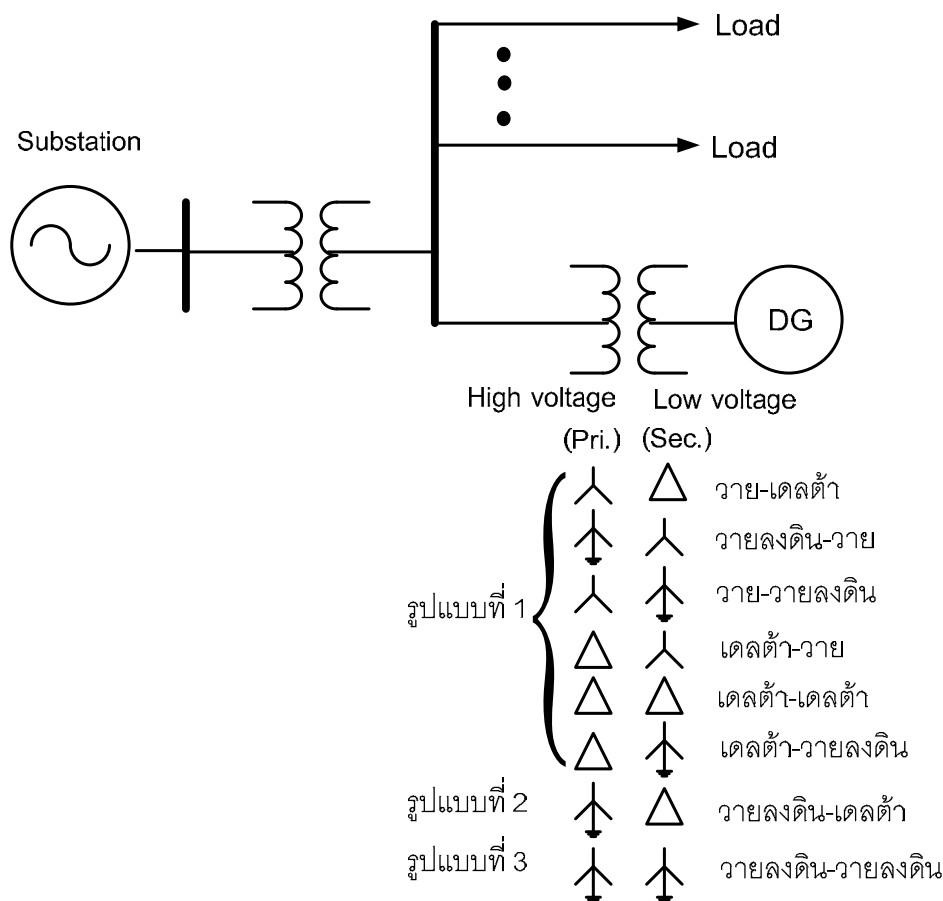 Load
Substation
Load
DG
High voltage Low voltage
(Pri.) (Sec.)
วาย-เดลต้า
วายลงดิน-วาย
รูปแบบที่ 1 วาย-วายลงดิน
เดลต้า-วาย
เดลต้า-เดลต้า
เดลต้า-วายลงดิน
รูปแบบที่ 2 วายลงดิน-เดลต้า
รูปแบบที่ 3 วายลงดิน-วายลงดิน